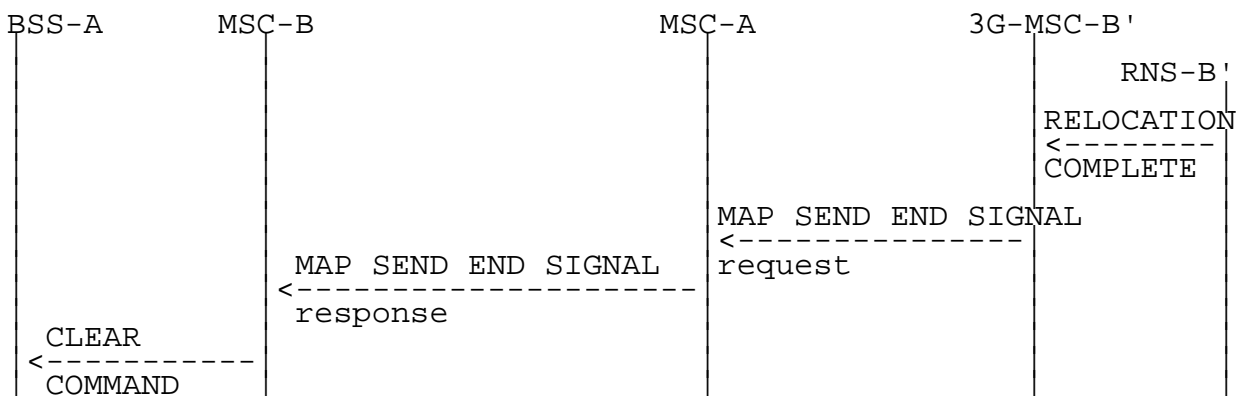 BSS-A MSC-B MSC-A 3G-MSC-B'
RNS-B'
RELOCATION
COMPLETE
MAP SEND END SIGNAL
request
MAP SEND END SIGNAL
response
CLEAR
COMMAND